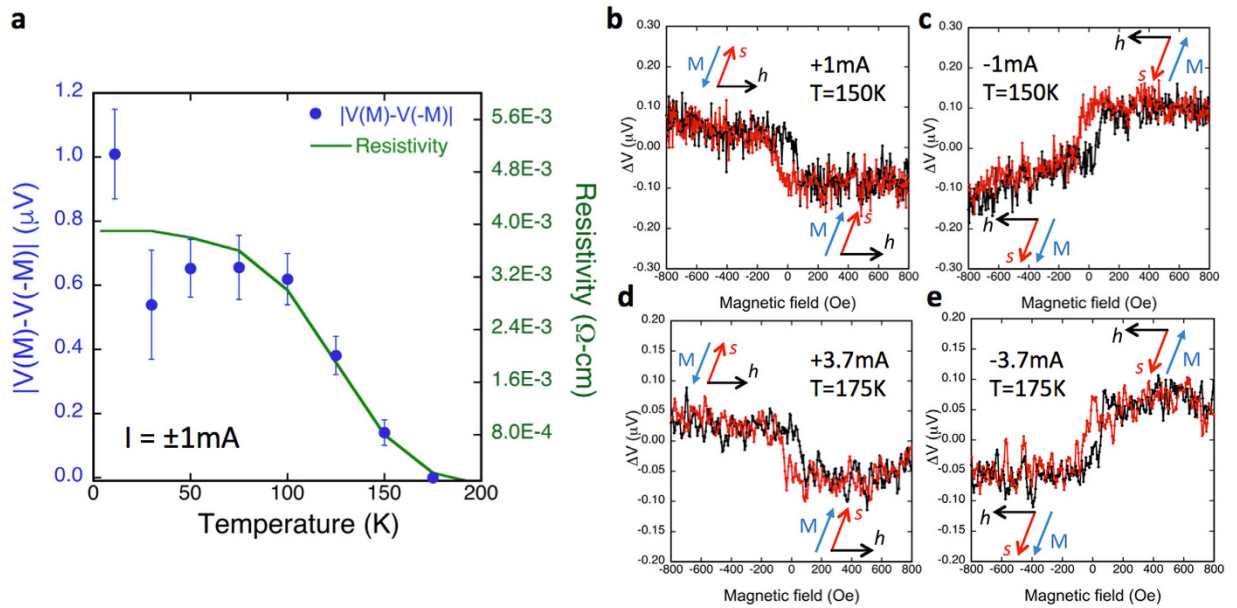 a
|V(M)-V(-M)| (μV)
1.2
1.0
0.8
0.6
0.4
0.2
0.0
|V(M)-V(-M)|
Resistivity
I = ±1mA
5.6E-3
4.8E-3
4.0E-3
3.2E-3
2.4E-3
1.6E-3
8.0E-4
Resistivity (Ω-cm)
0 50 100 150 200
Temperature (K)
b
ΔV (μV)
0.30
0.20
0.10
0.00
-0.10
-0.20
-0.30
M s
h
+1mA
T=150K
M s
h
-800 -600 -400 -200 0 200 400 600 800
Magnetic field (Oe)
c
ΔV (μV)
0.30
0.20
0.10
0.00
-0.10
-0.20
-0.30
-1mA
T=150K
h
s M
h
s M
-800 -600 -400 -200 0 200 400 600 800
Magnetic field (Oe)
d
ΔV (μV)
0.20
0.15
0.10
0.05
0.00
-0.05
-0.10
-0.15
-0.20
M s
h
+3.7mA
T=175K
M s
h
-800 -600 -400 -200 0 200 400 600 800
Magnetic field (Oe)
e
ΔV (μV)
0.20
0.15
0.10
0.05
0.00
-0.05
-0.10
-0.15
-0.20
-3.7mA
T=175K
h
s M
h
s M
-800 -600 -400 -200 0 200 400 600 800
Magnetic field (Oe)